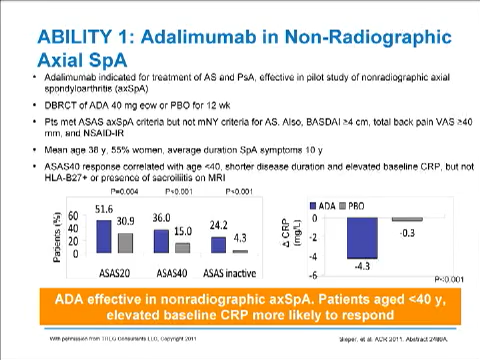 ABILITY 1: Adalimumab in Non-Radiographic
Axial SpA
• Adalimumab indicated for treatment of AS and PsA, effective in pilot study of nonradiographic axial
spondyloarthritis (axSpA)
• DBRCT of ADA 40 mg eow or PBO for 12 wk
• Pts met ASAS axSpA criteria but not mNY criteria for AS. Also, BASDAI ≥4 cm, total back pain VAS ≥40
mm, and NSAID-IR
• Mean age 38 y, 55% women, average duration SpA symptoms 10 y
• ASAS40 response correlated with age <40, shorter disease duration and elevated baseline CRP, but not
HLA-B27+ or presence of sacroiliitis on MRI
P=0.004 P<0.001 P<0.001
Patients (%)
60
40
20
0
51.6 30.9 36.0 15.0 24.2 4.3
ASAS20 ASAS40 ASAS inactive
ADA PBO
Δ CRP
(mg/L)
0
-2
-4
-6
-4.3
-0.3
P<0.001
ADA effective in nonradiographic axSpA. Patients aged <40 y,
elevated baseline CRP more likely to respond
With permission from Consultants LLC, Copyright 2011
Sieper, et al. ACR 2011. Abstract 2486A.